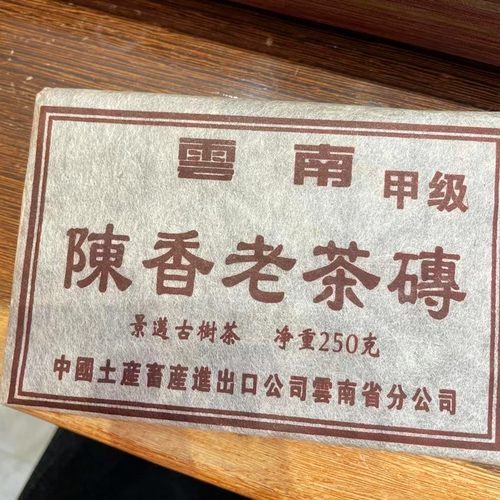 雲南 甲级
陳香老茶磚
景邁古樹茶 净重250克
中國土産畜産進出口公司雲南省分公司